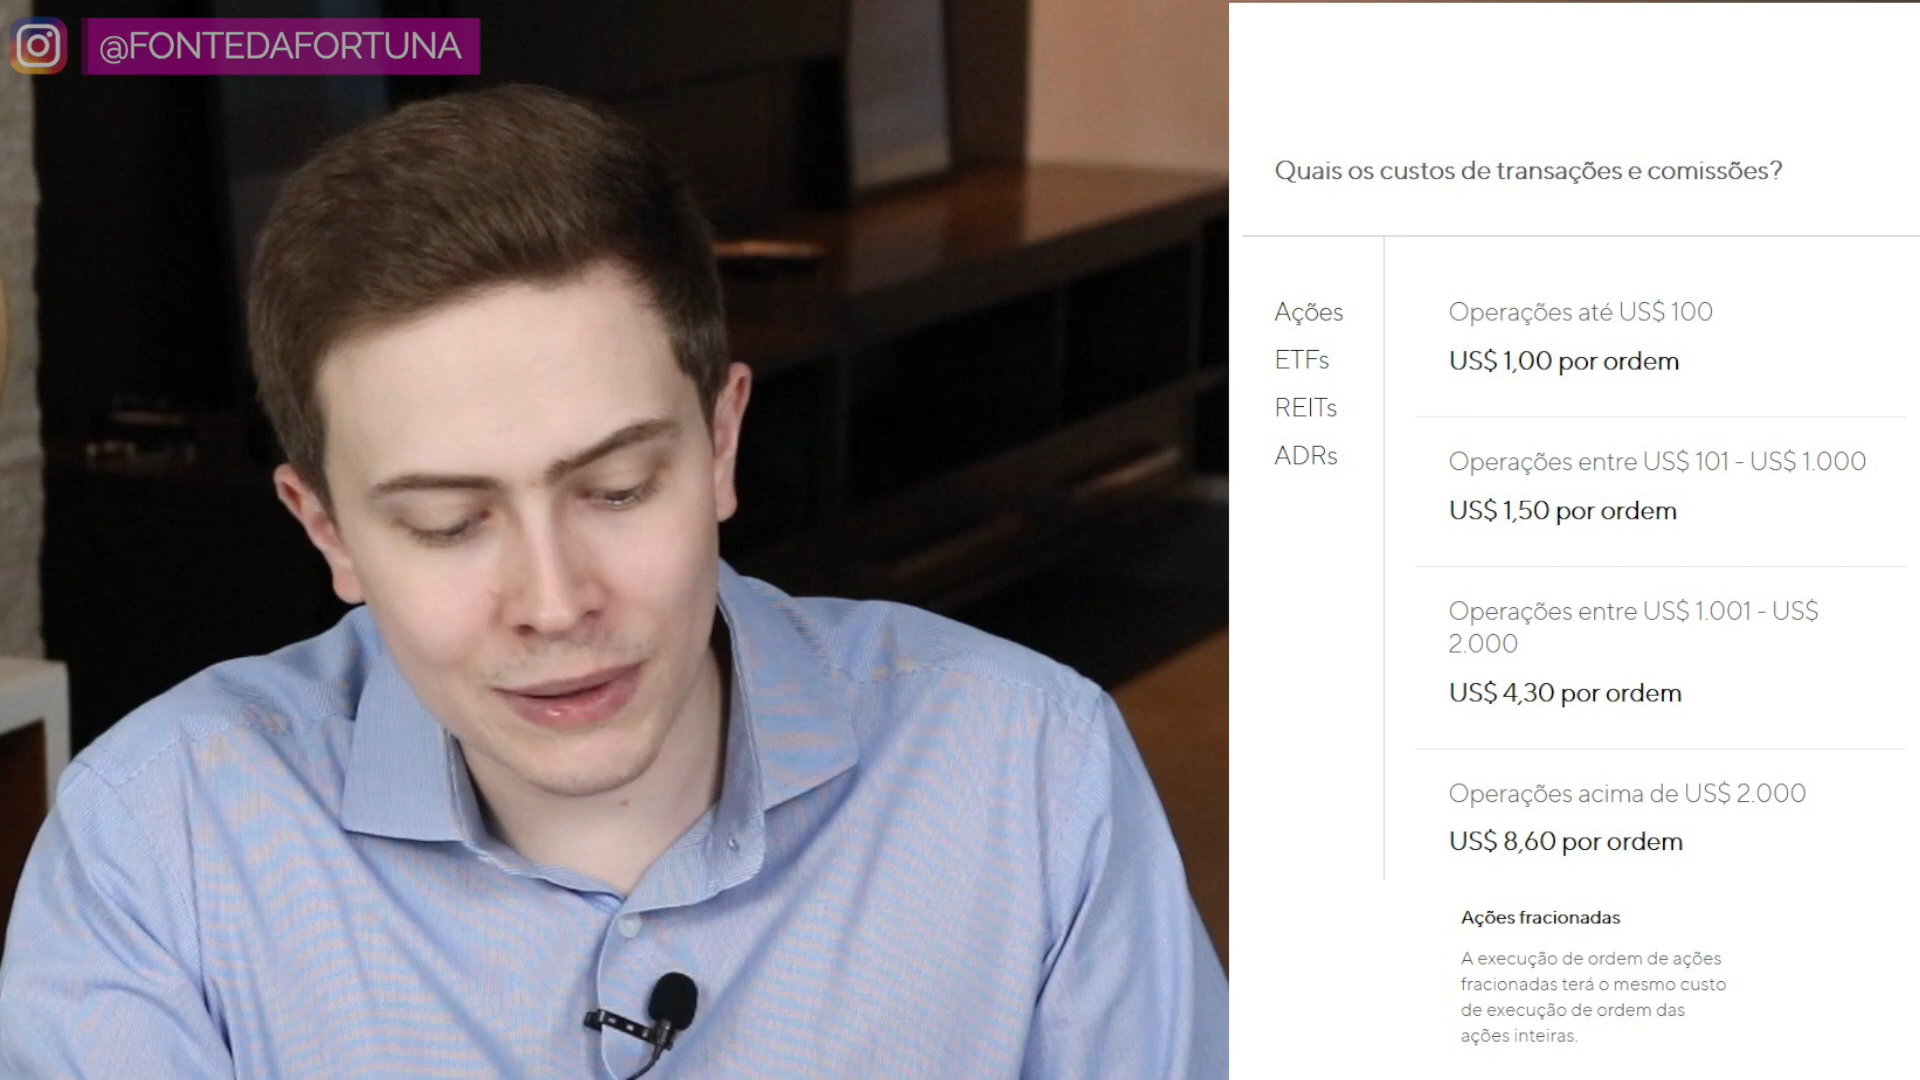 @FONTEDAFORTUNA
Quais os custos de transações e comissões?
Ações
ETFs
REITs
ADRs
Operações até US$ 100
US$ 1,00 por ordem
Operações entre US$ 101 - US$ 1.000
US$ 1,50 por ordem
Operações entre US$ 1.001 - US$
2.000
US$ 4,30 por ordem
Operações acima de US$ 2.000
US$ 8,60 por ordem
Ações fracionadas
A execução de ordem de ações
fracionadas terá o mesmo custo
de execução de ordem das
ações inteiras.